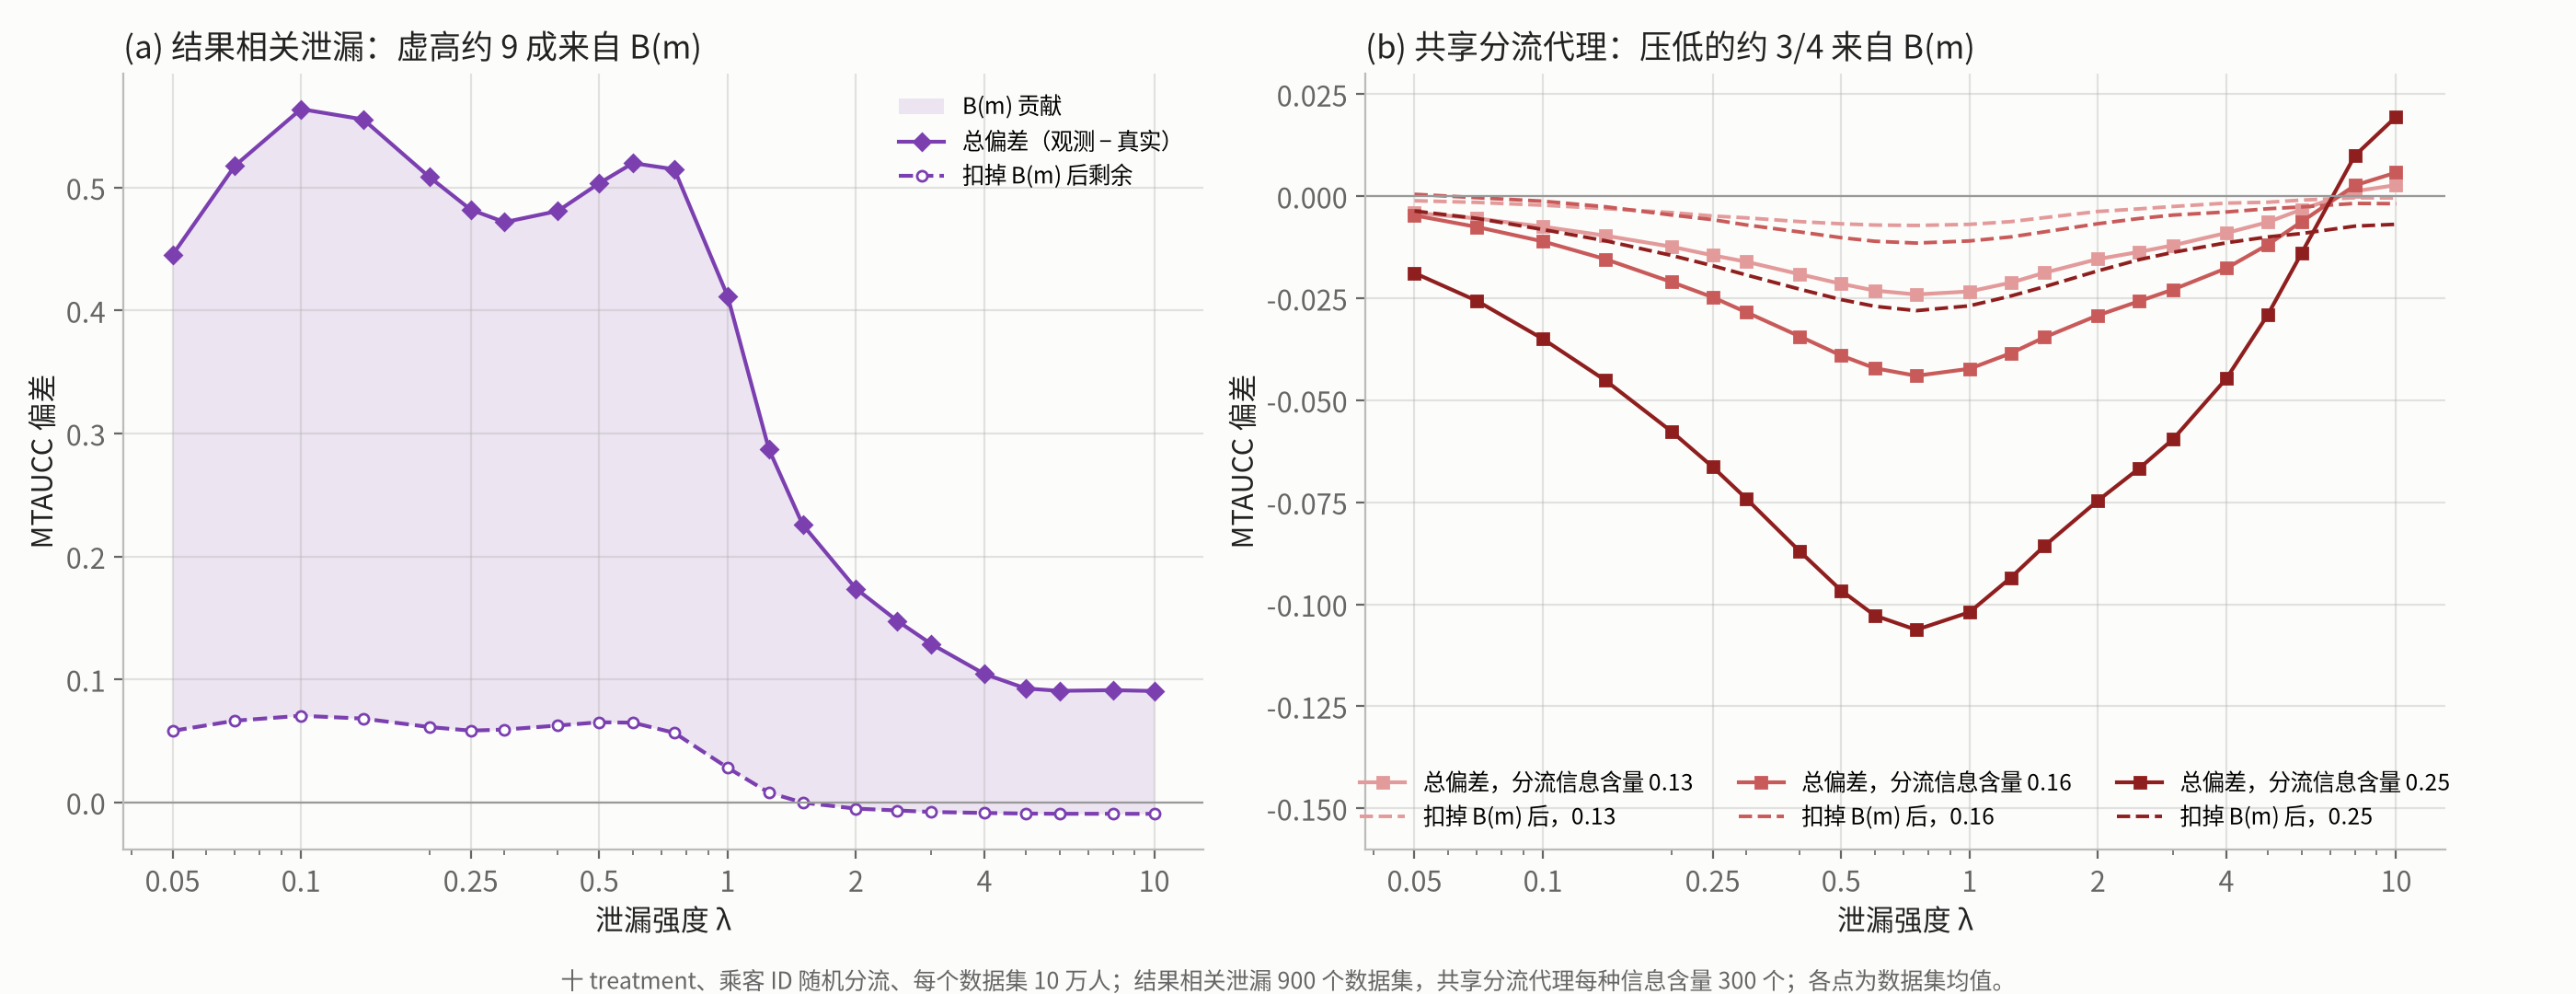 (a) 结果相关泄漏：虚高约 9 成来自 B(m)
B(m) 贡献
总偏差（观测 − 真实）
扣掉 B(m) 后剩余
MTAUCC 偏差
0.5
0.4
0.3
0.2
0.1
0.0
0.05 0.1 0.25 0.5 1 2 4 10
泄漏强度 λ
(b) 共享分流代理：压低的约 3/4 来自 B(m)
MTAUCC 偏差
0.025
0.000
-0.025
-0.050
-0.075
-0.100
-0.125
-0.150
总偏差，分流信息含量 0.13 总偏差，分流信息含量 0.16 总偏差，分流信息含量 0.25
扣掉 B(m) 后，0.13 扣掉 B(m) 后，0.16 扣掉 B(m) 后，0.25
0.05 0.1 0.25 0.5 1 2 4 10
泄漏强度 λ
十 treatment、乘客 ID 随机分流、每个数据集 10 万人；结果相关泄漏 900 个数据集，共享分流代理每种信息含量 300 个；各点为数据集均值。